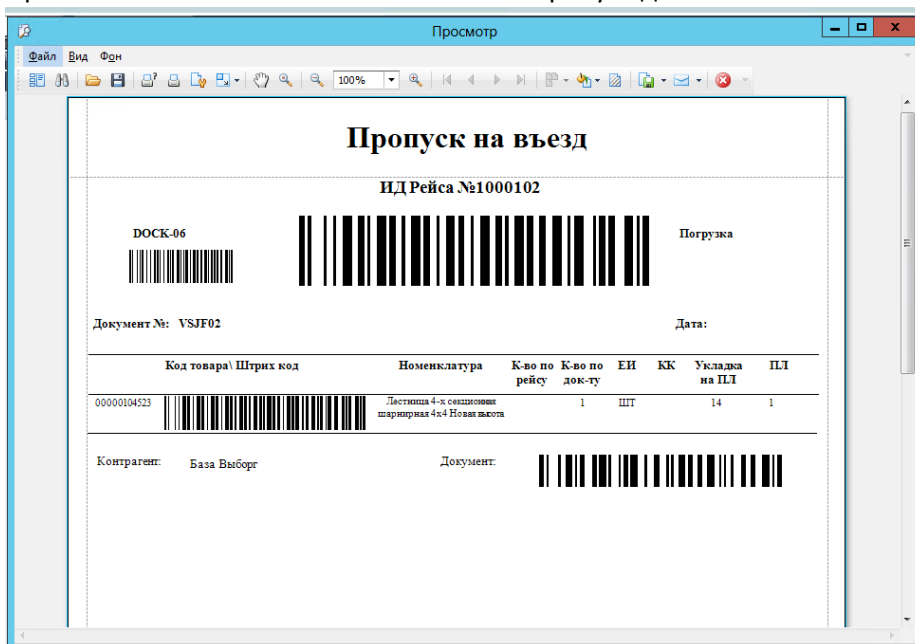 Просмотр
Файл Вид Фон
100%
Пропуск на въезд
ИД Рейса №1000102
DOCK-06
Погрузка
Документ №: VSJF02
Дата:
Код товара\ Штрих код Номенклатура К-во по рейсу К-во по док-ту ЕИ КК Укладка на ПЛ ПЛ
00000104523 Лестница 4-х секционная шарнирная 4х4 Новая высота 1 ШТ 14 1
Контрагент: База Выборг Документ: